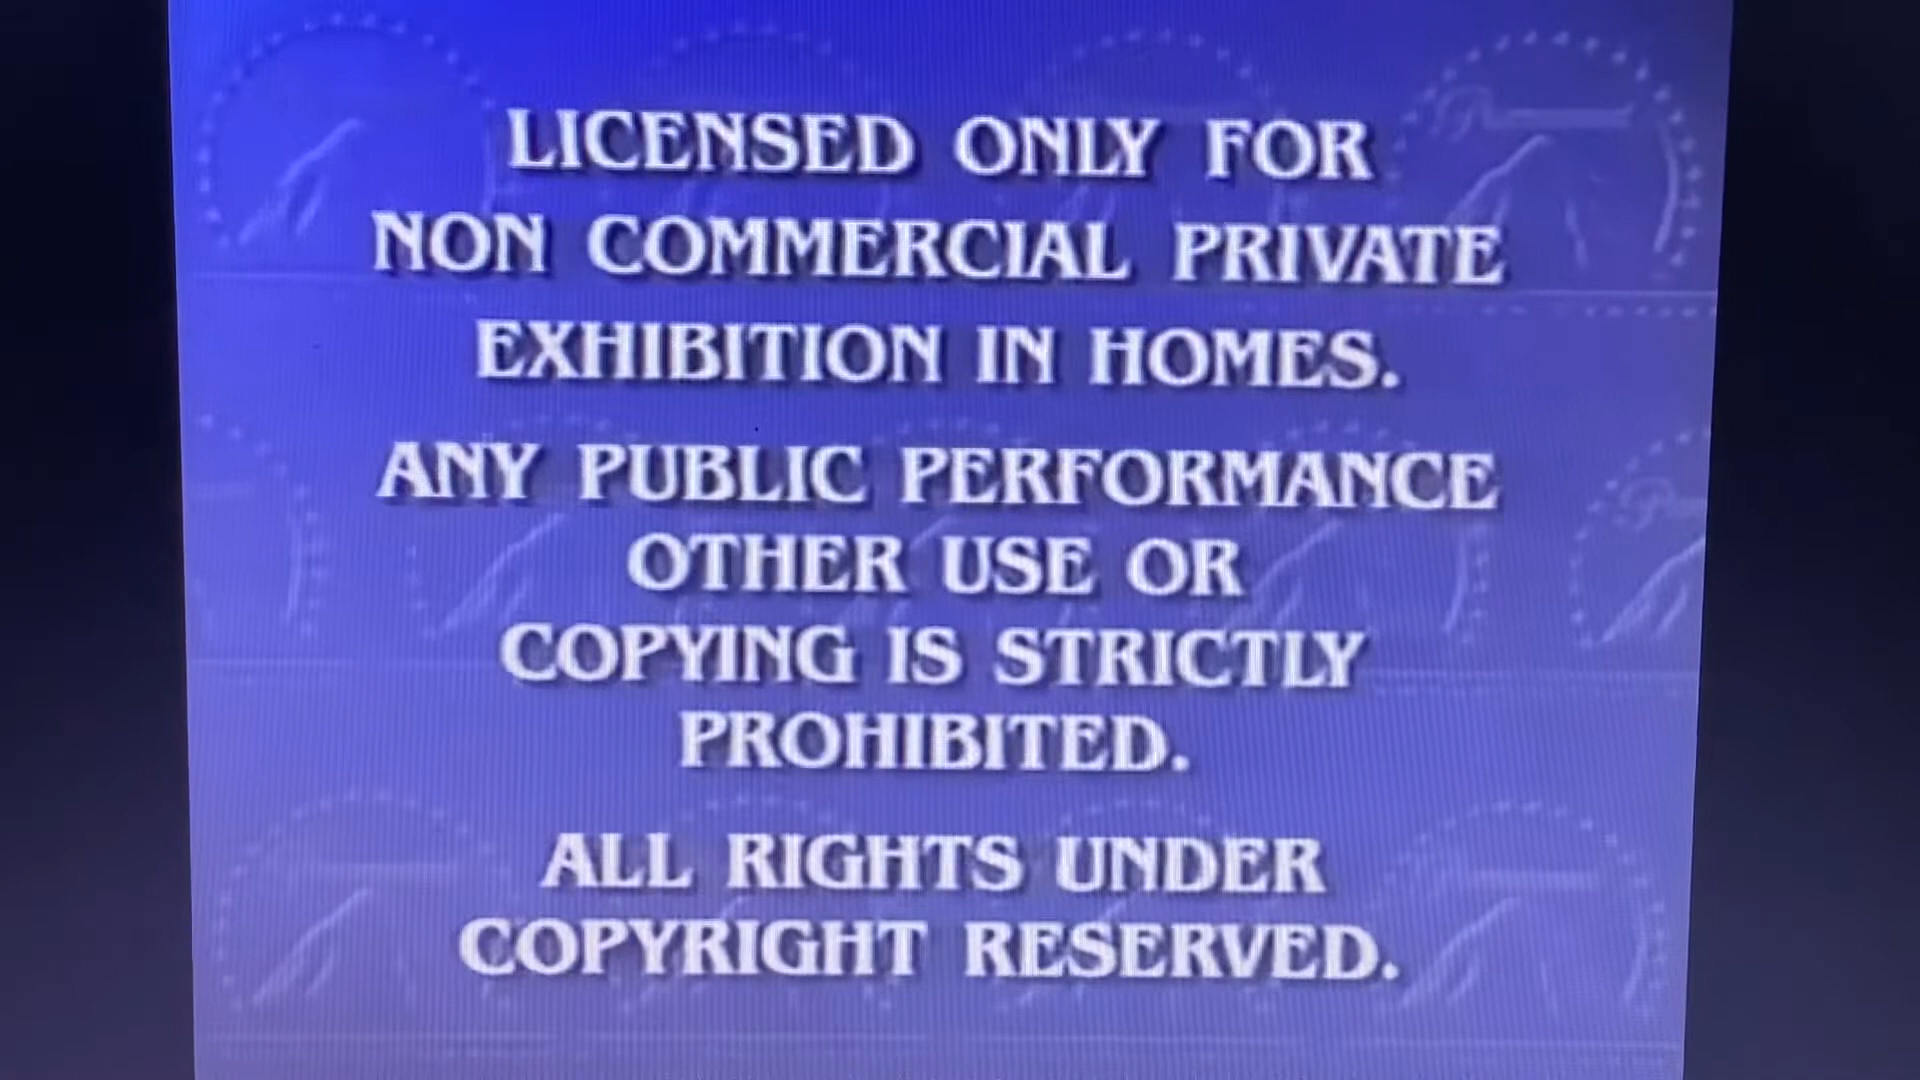 LICENSED ONLY FOR
NON COMMERCIAL PRIVATE
EXHIBITION IN HOMES.
ANY PUBLIC PERFORMANCE
OTHER USE OR
COPYING IS STRICTLY
PROHIBITED.
ALL RIGHTS UNDER
COPYRIGHT RESERVED.